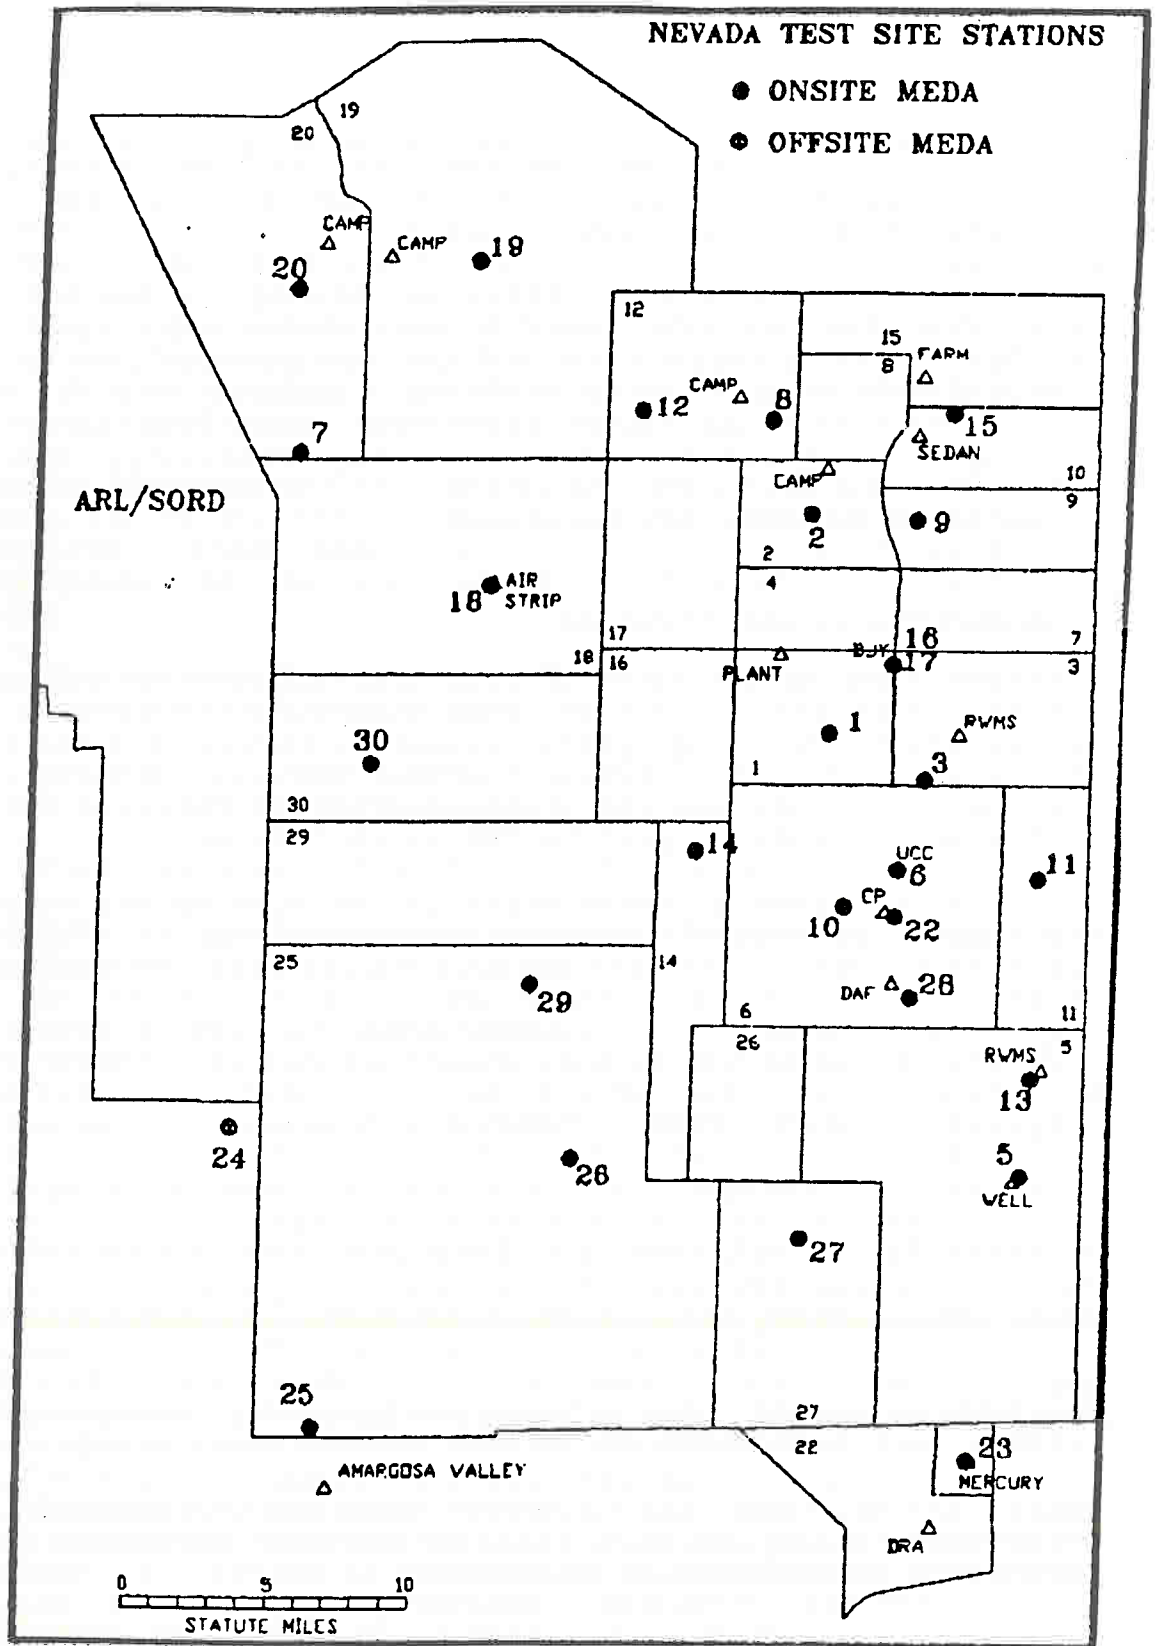 NEVADA TEST SITE STATIONS
ONSITE MEDA
OFFSITE MEDA
19
20
CAMP
CAMP
19
20
12
15
8
FARM
CAMP
12
8
15
7
SEDAN
CAMP
10
9
ARL/SORD
2
9
2
4
18
AIR
STRIP
17
16
7
18
16
BJY
17
3
PLANT
1
RWMS
30
3
1
30
29
14
UCC
6
11
CP
10
22
25
14
DAF
28
29
6
11
26
5
RWMS
13
24
26
5
WELL
27
25
27
22
23
AMARGOSA VALLEY
MERCURY
DRA
0 5 10
STATUTE MILES